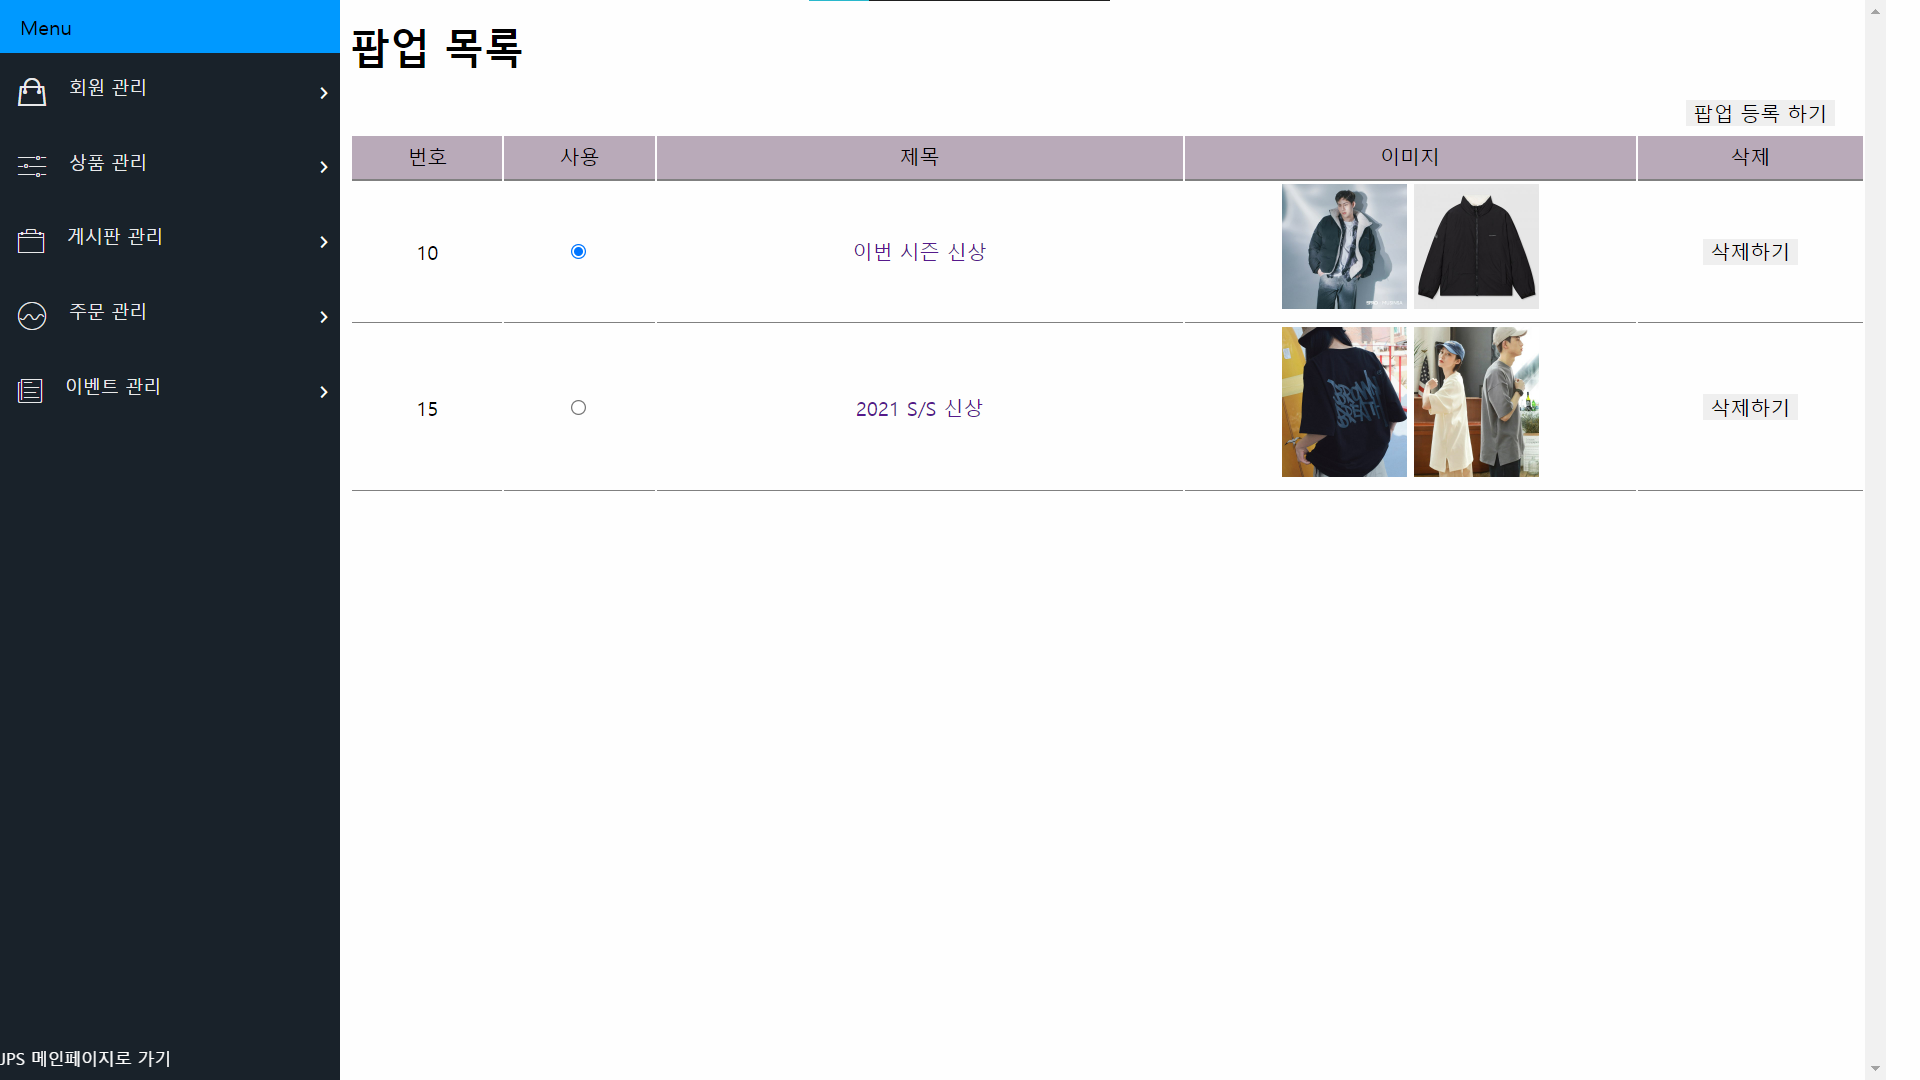 Menu
회원 관리
상품 관리
게시판 관리
주문 관리
이벤트 관리
JPS 메인페이지로 가기
팝업 목록
팝업 등록 하기
번호 사용 제목 이미지 삭제
10 이번 시즌 신상 삭제하기
15 2021 S/S 신상 삭제하기
BROWN
BREATH